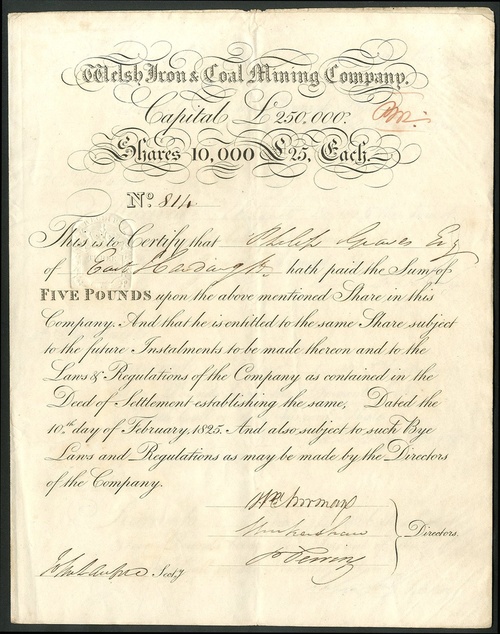 Welsh Iron & Coal Mining Company.
Capital £250,000.
Shares 10,000 £25, Each.
No. 814
This is to Certify that Philip Graves Esq
of hath paid the Sum of
FIVE POUNDS upon the above mentioned Share in this
Company. And that he is entitled to the same Share subject
to the future Instalments to be made thereon and to the
Laws & Regulations of the Company as contained in the
Deed of Settlement establishing the same, Dated the
10th day of February, 1825. And also subject to such Bye
Laws and Regulations as may be made by the Directors
of the Company.
Directors.
Secty.